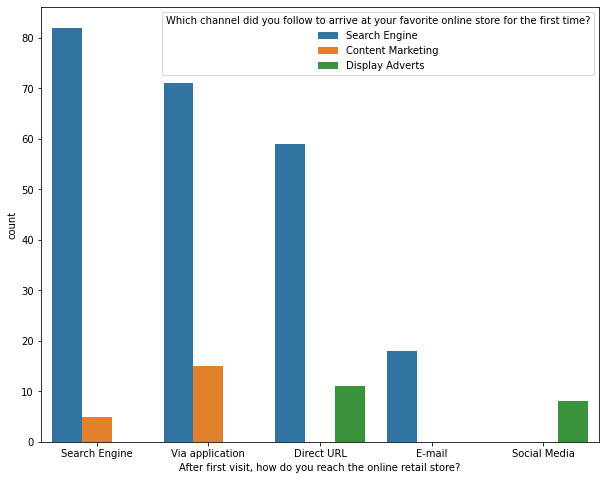 Which channel did you follow to arrive at your favorite online store for the first time?
Search Engine
Content Marketing
Display Adverts
count
80
70
60
50
40
30
20
10
0
Search Engine Via application Direct URL E-mail Social Media
After first visit, how do you reach the online retail store?